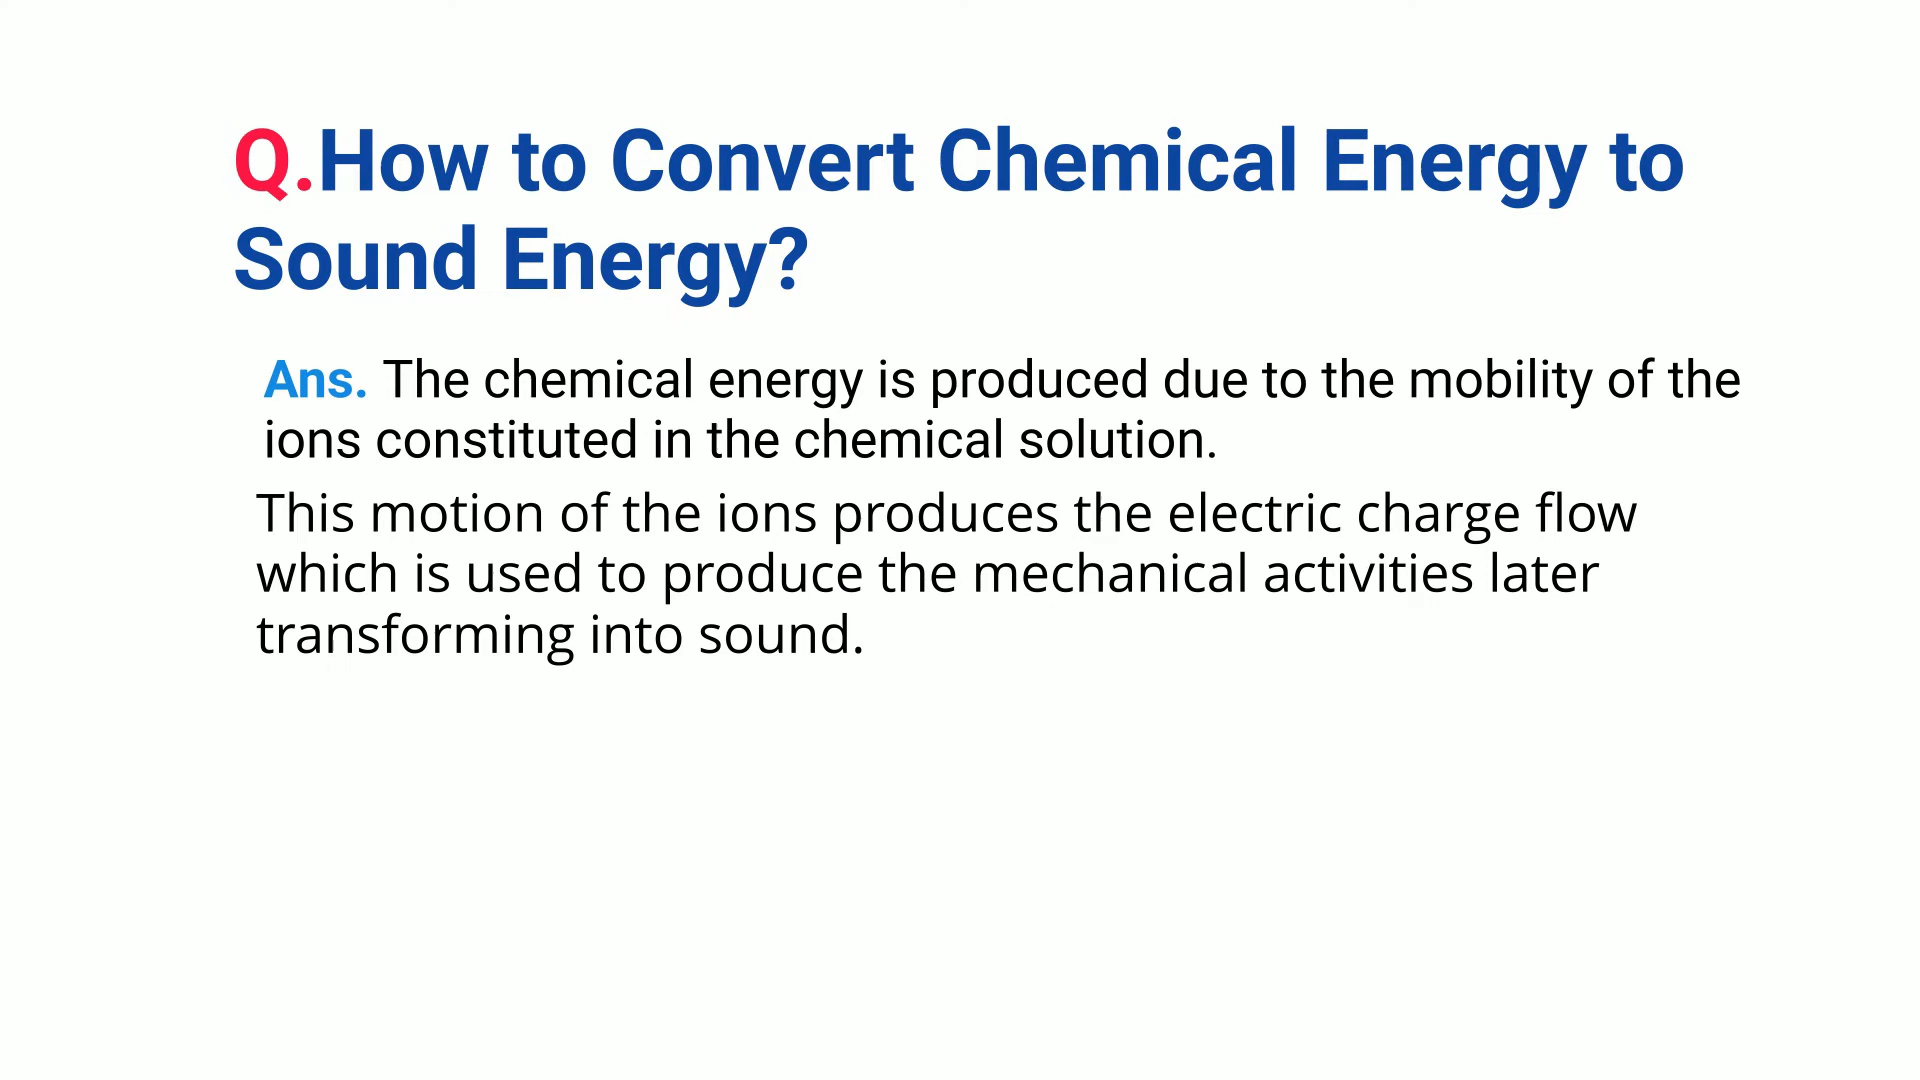 Q.How to Convert Chemical Energy to
Sound Energy?
Ans. The chemical energy is produced due to the mobility of the
ions constituted in the chemical solution.
This motion of the ions produces the electric charge flow
which is used to produce the mechanical activities later
transforming into sound.